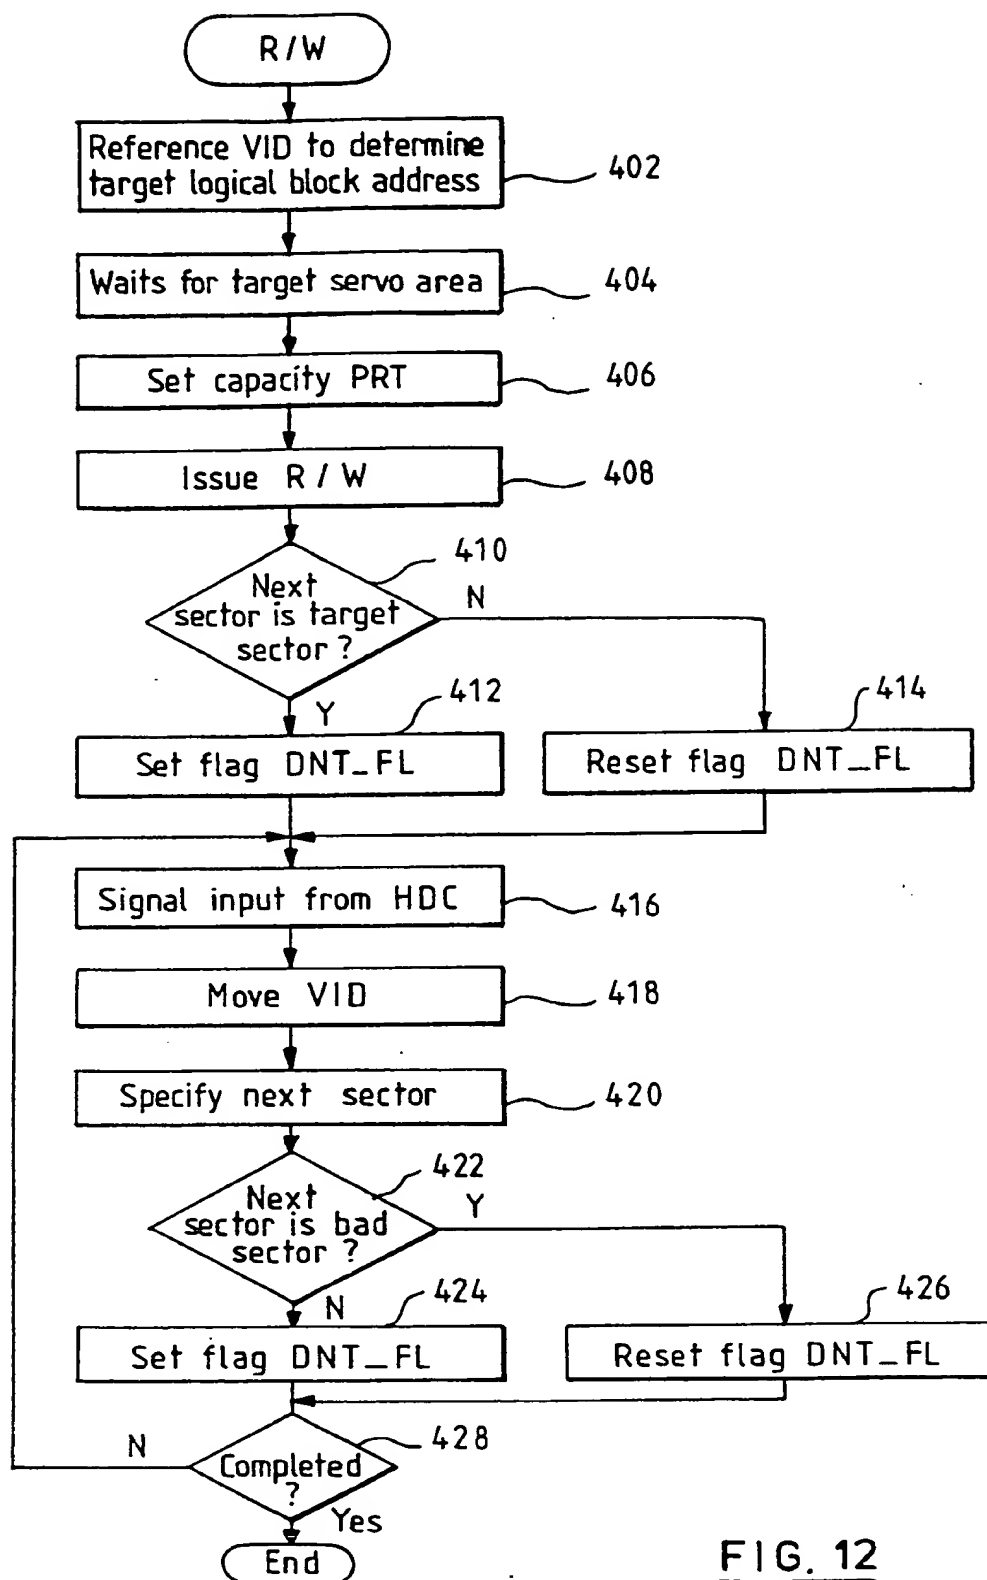 R/W
Reference VID to determine
target logical block address
402
Waits for target servo area
404
Set capacity PRT
406
Issue R/W
408
410
Next
sector is target
sector ?
N
Y
412
414
Set flag DNT_FL
Reset flag DNT_FL
Signal input from HDC
416
Move VID
418
Specify next sector
420
422
Next
sector is bad
sector ?
Y
N
424
426
Set flag DNT_FL
Reset flag DNT_FL
N
428
Completed
?
Yes
End
FIG. 12